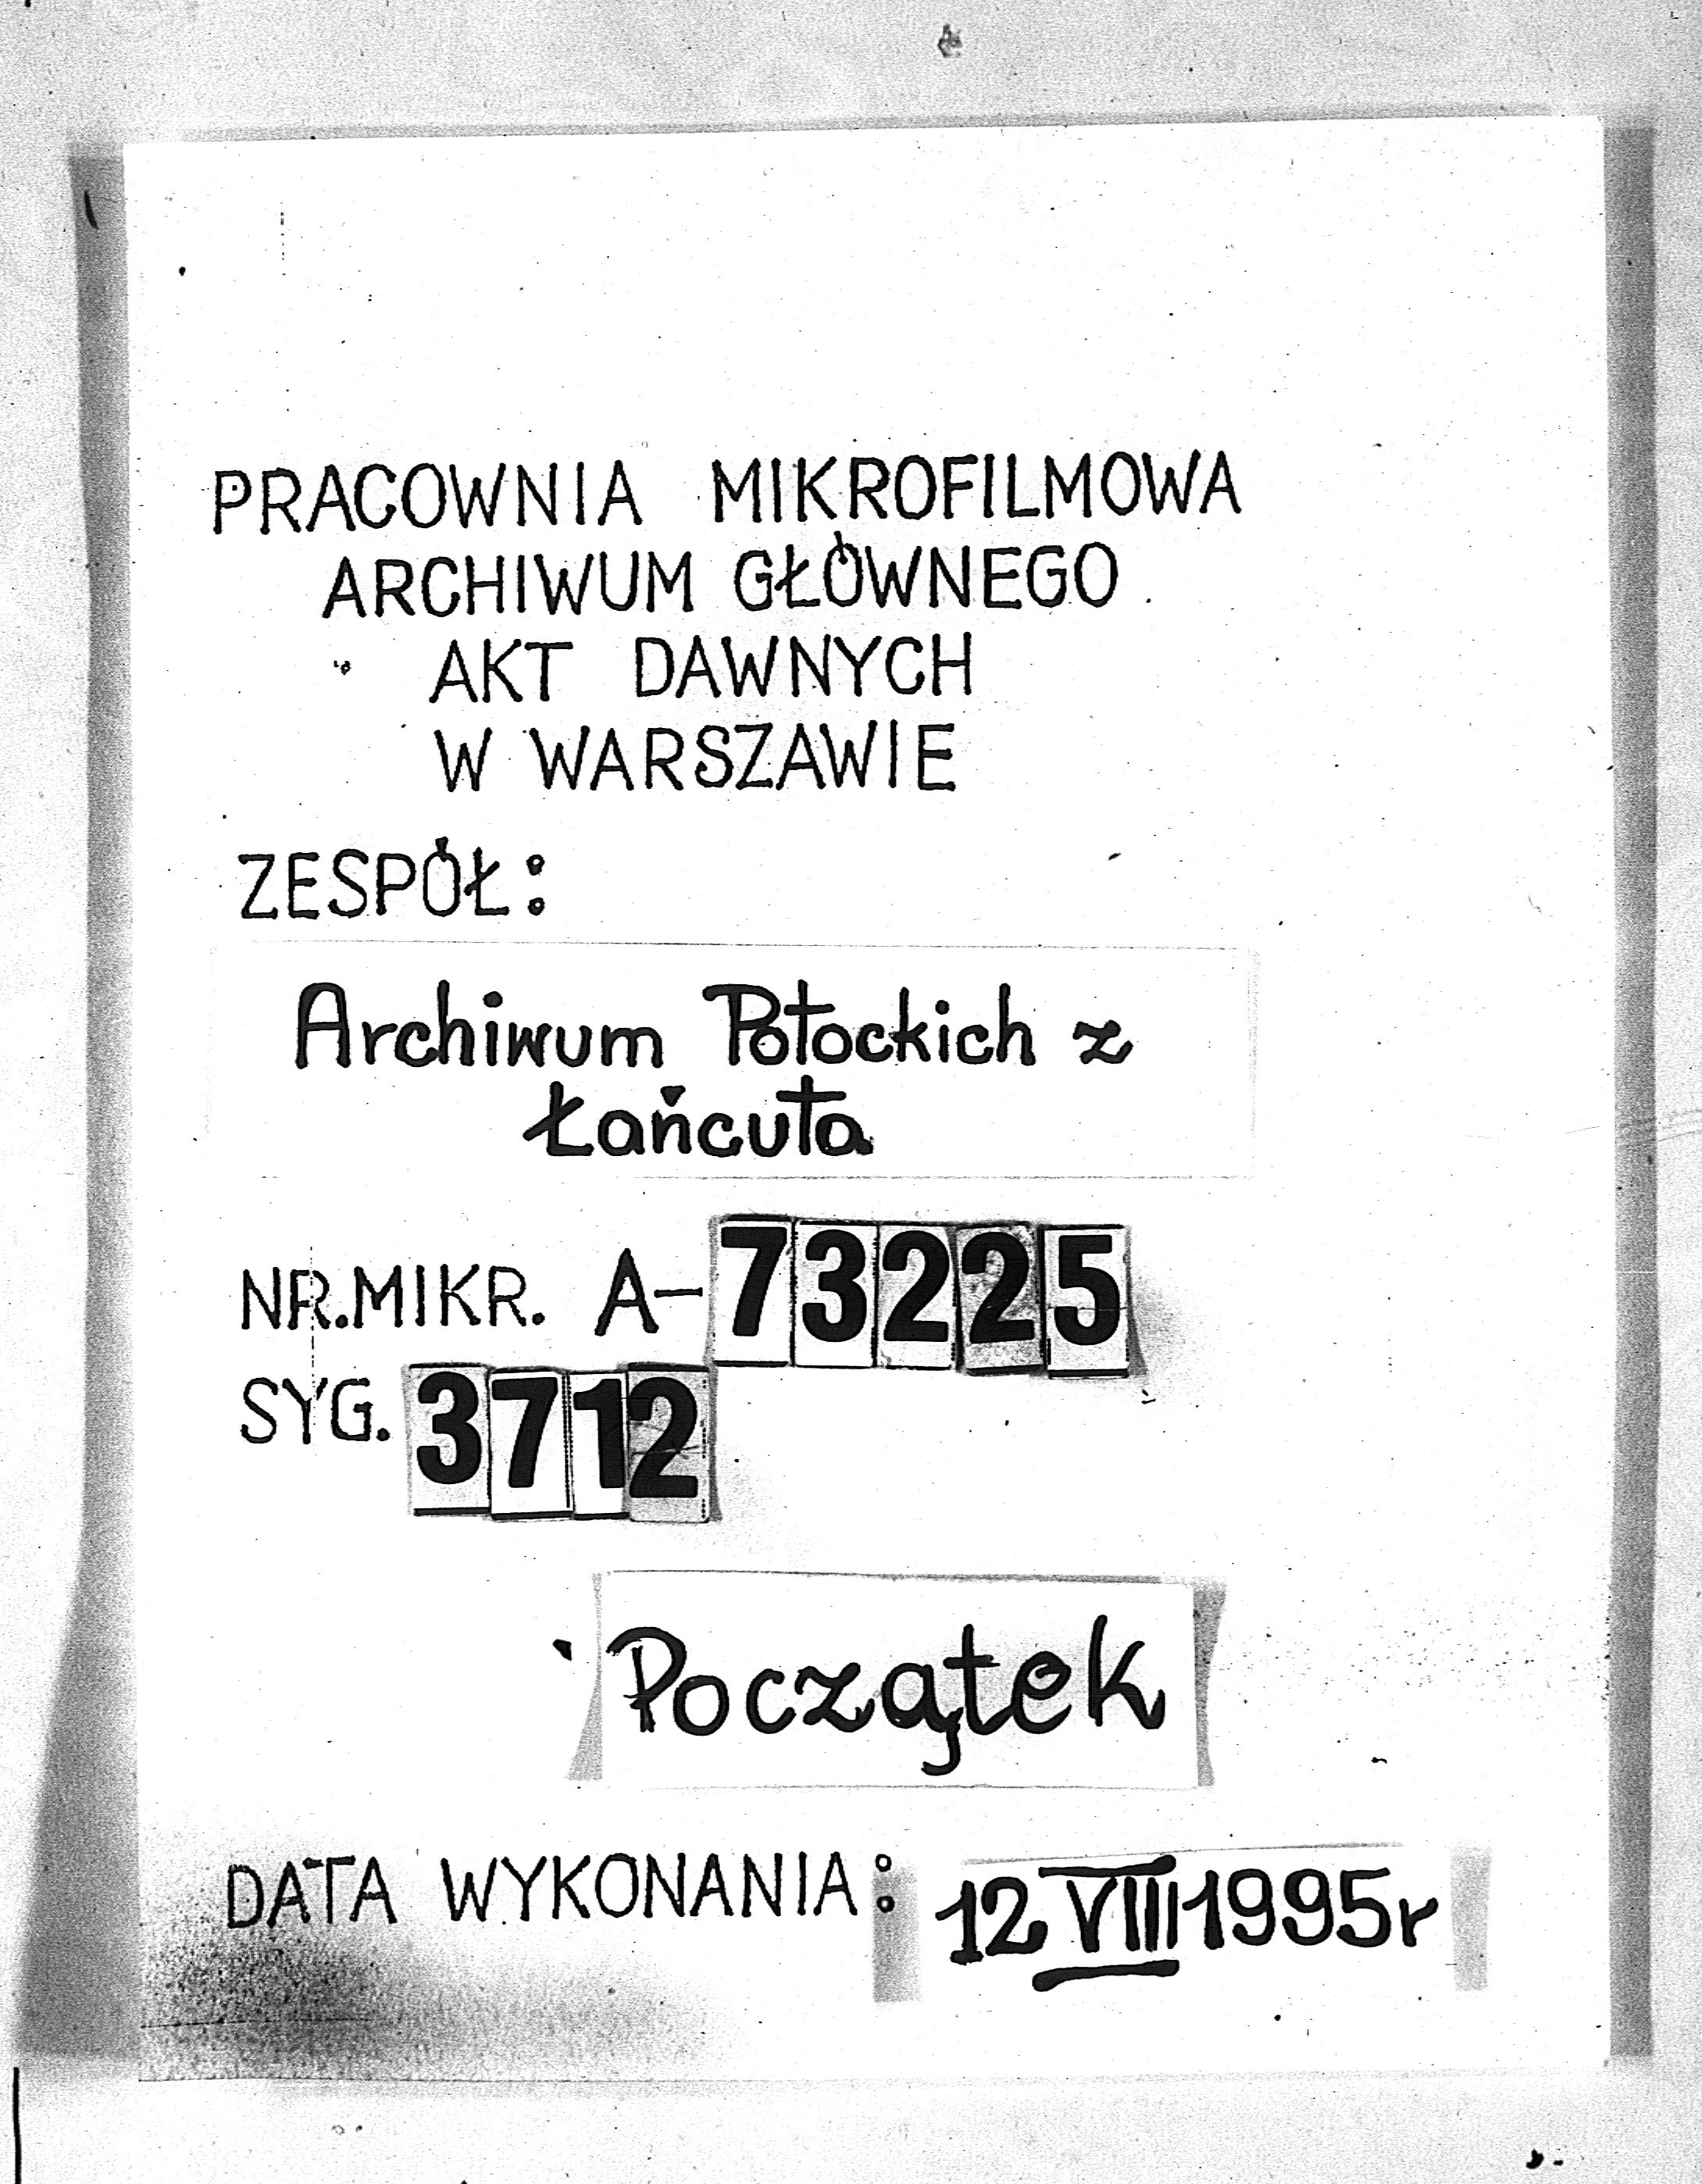 PRACOWNIA MIKROFILMOWA
ARCHIWUM GŁÓWNEGO
AKT DAWNYCH
W WARSZAWIE
ZESPÓŁ:
Archiwum Potockich z
Łańcuta
NR.MIKR. A-73225
SYG. 3712
Początek
DATA WYKONANIA: 12 VIII 1995r